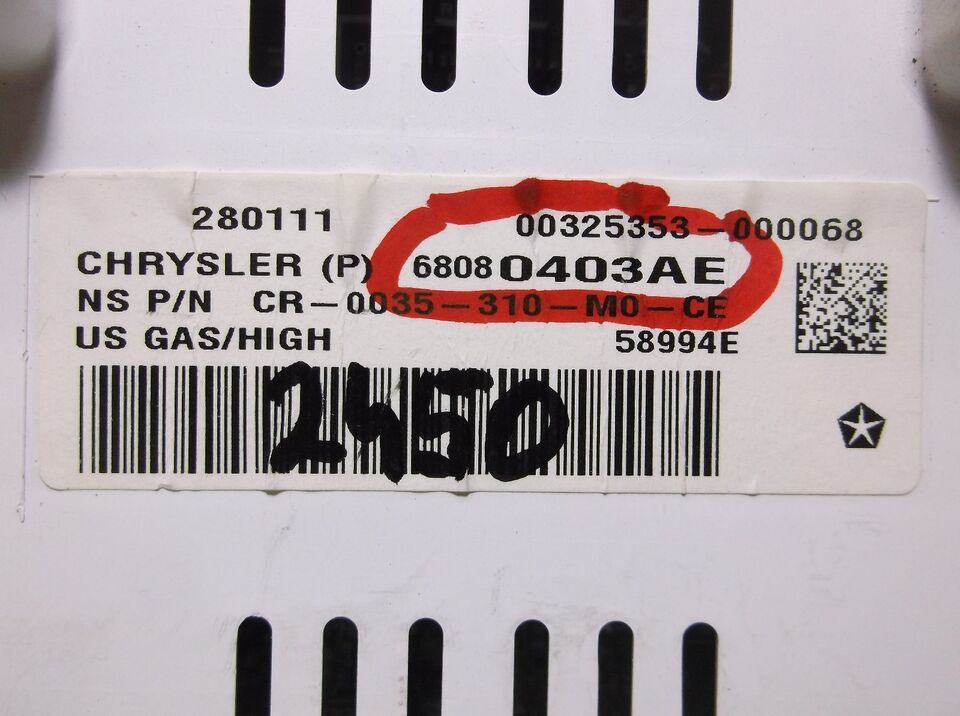 280111 00325353-000068
CHRYSLER (P) 68080403AE
NS P/N CR-0035-310-M0-CE
US GAS/HIGH 58994E
2450